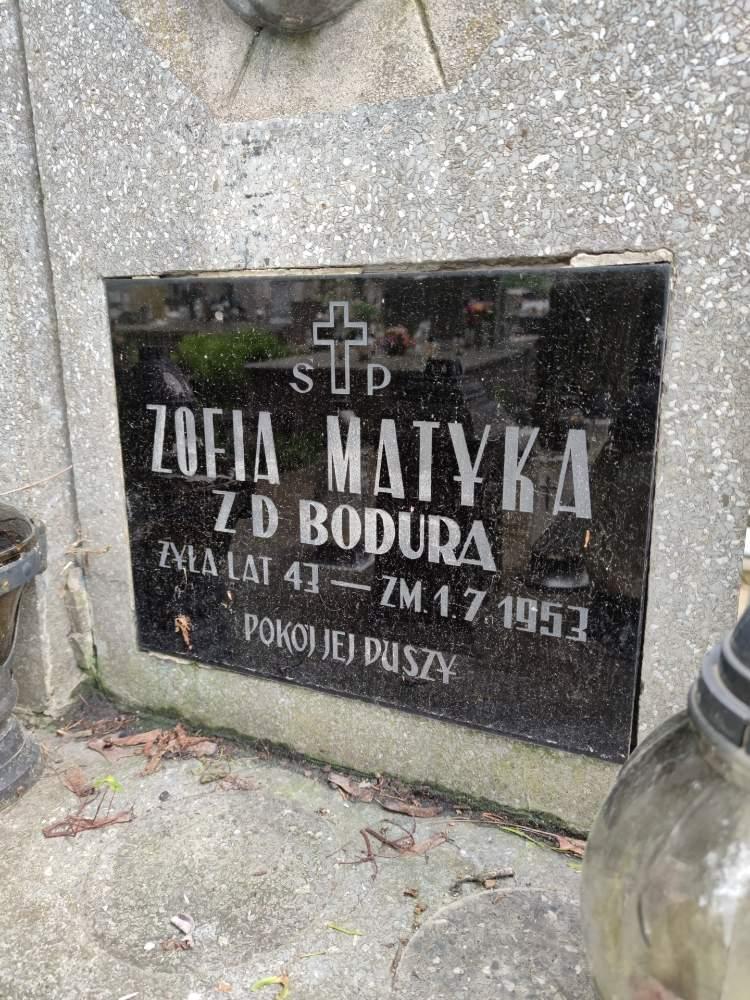 S P
ZOFIA MATYKA
Z D BODURA
ŻYŁA LAT 43 — ZM. 1.7.1953
POKÓJ JEJ DUSZY